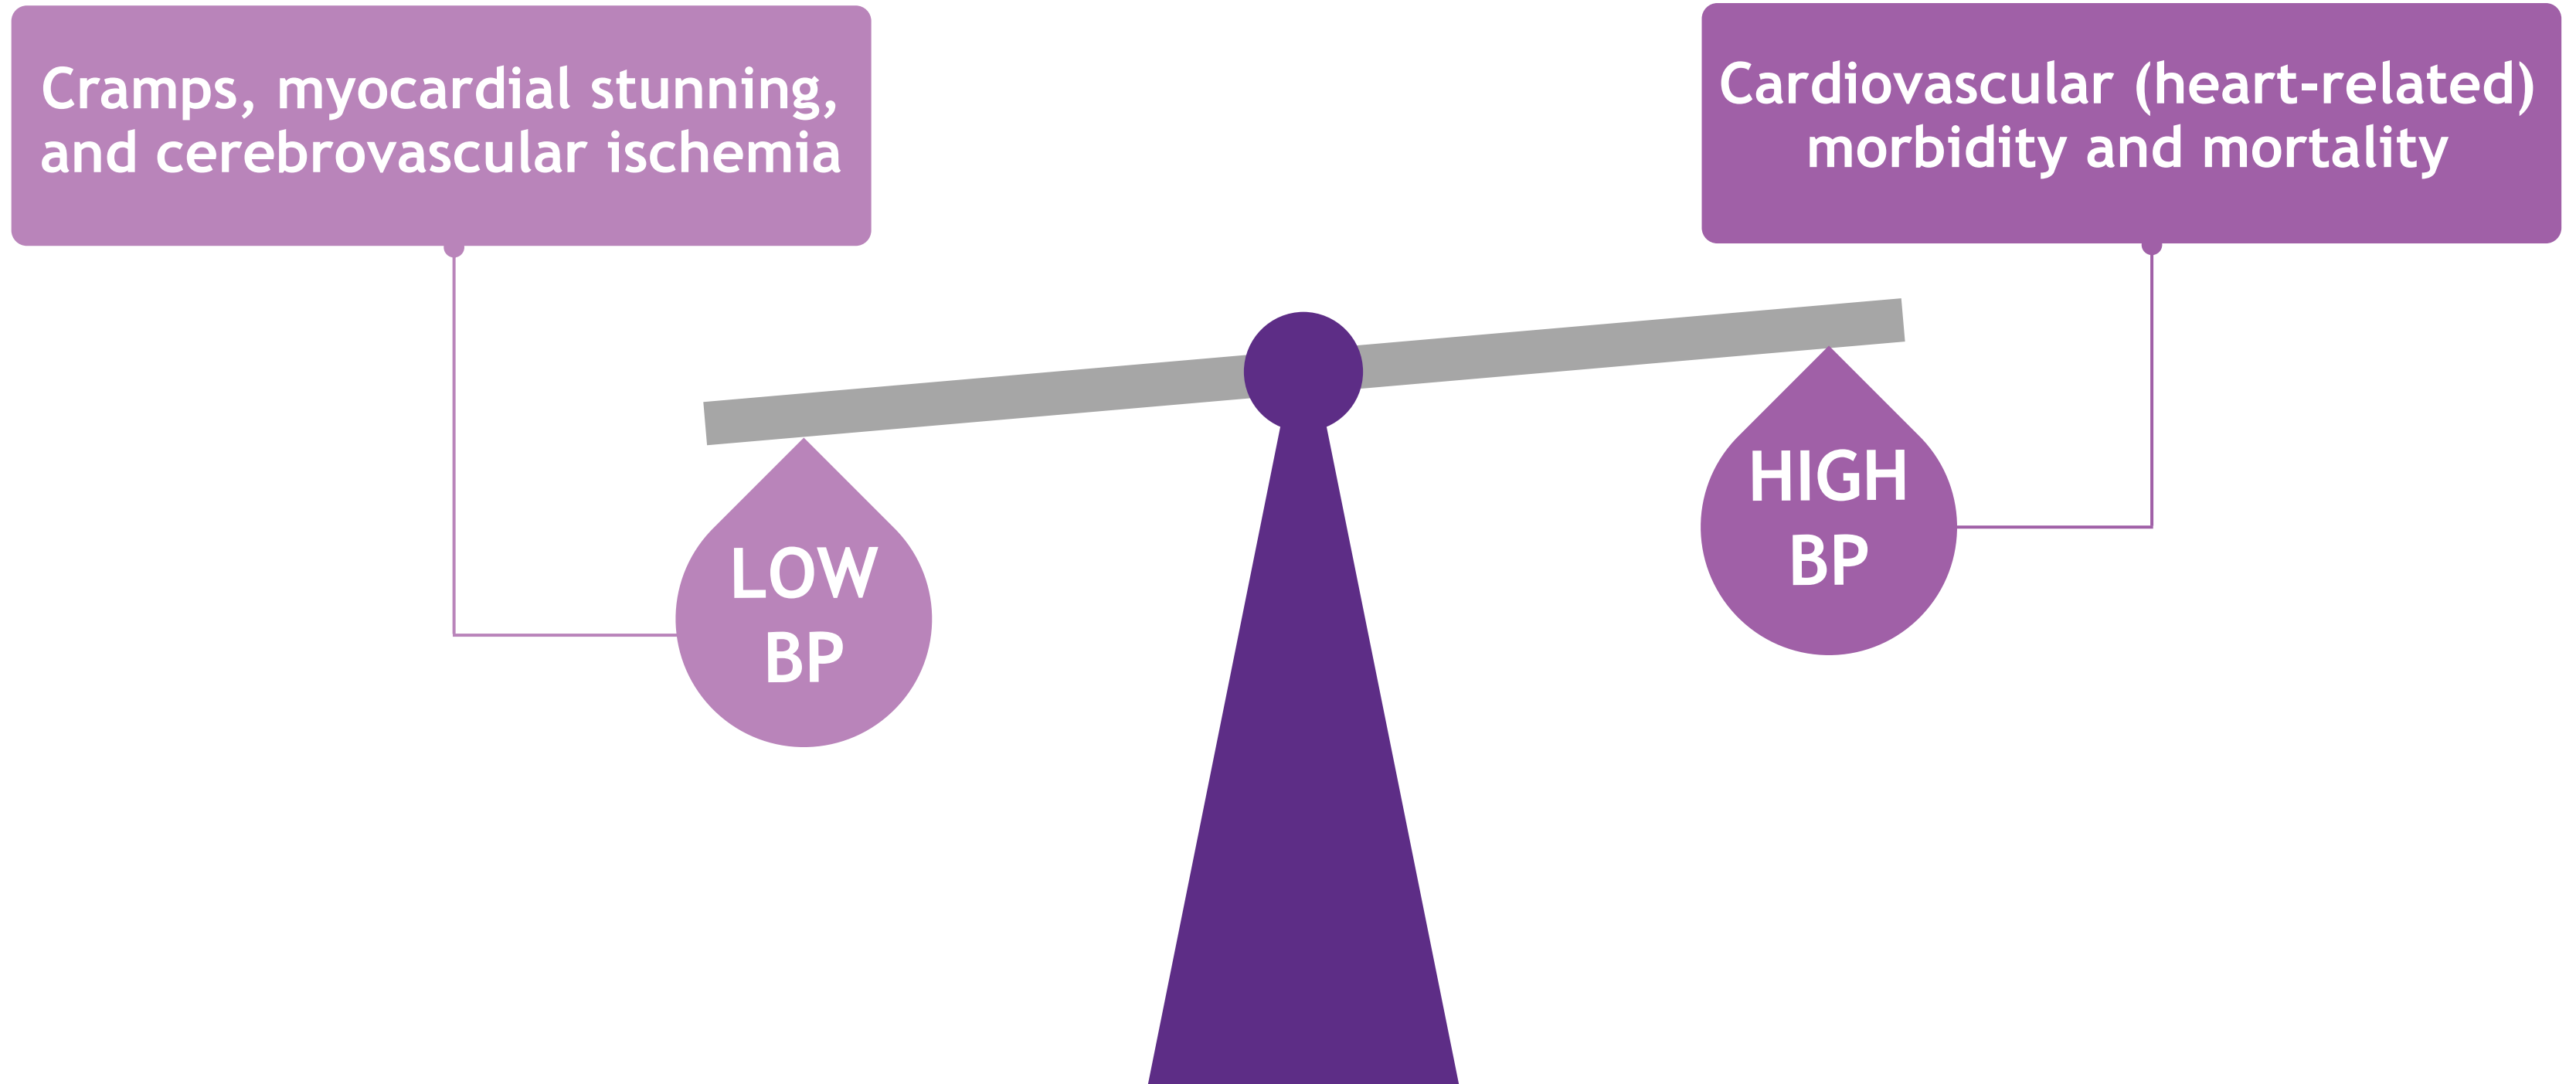 Cramps, myocardial stunning,
and cerebrovascular ischemia
Cardiovascular (heart-related)
morbidity and mortality
LOW
BP
HIGH
BP